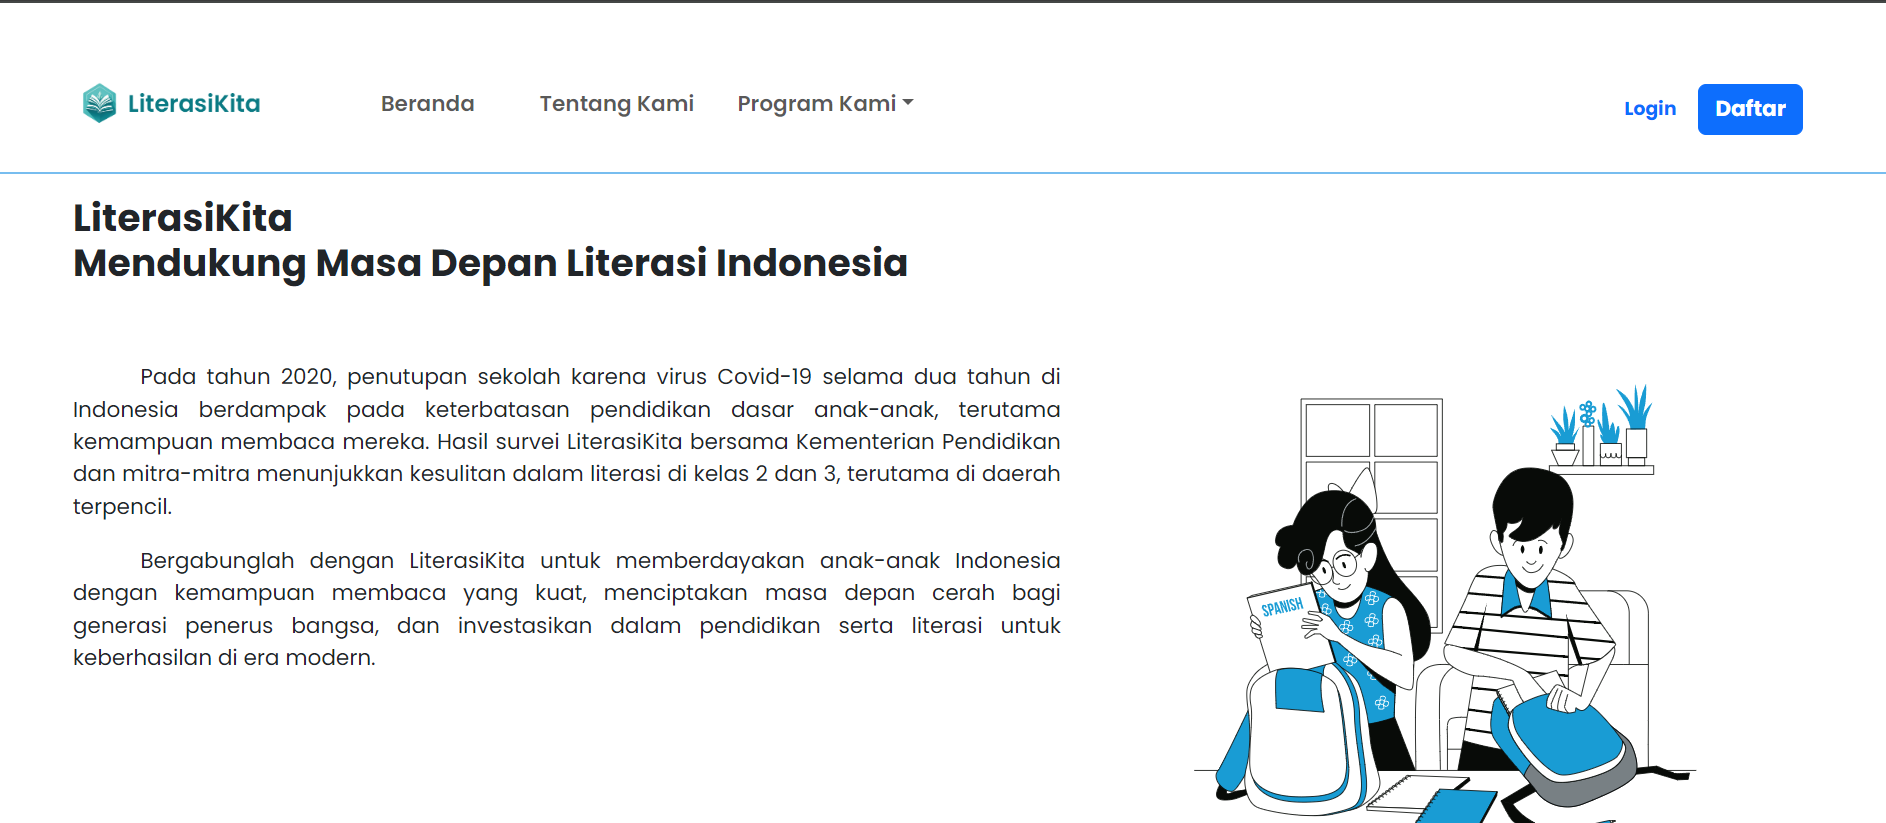 LiterasiKita
Beranda
Tentang Kami
Program Kami
Login
Daftar
LiterasiKita
Mendukung Masa Depan Literasi Indonesia
Pada tahun 2020, penutupan sekolah karena virus Covid-19 selama dua tahun di
Indonesia berdampak pada keterbatasan pendidikan dasar anak-anak, terutama
kemampuan membaca mereka. Hasil survei LiterasiKita bersama Kementerian Pendidikan
dan mitra-mitra menunjukkan kesulitan dalam literasi di kelas 2 dan 3, terutama di daerah
terpencil.
Bergabunglah dengan LiterasiKita untuk memberdayakan anak-anak Indonesia
dengan kemampuan membaca yang kuat, menciptakan masa depan cerah bagi
generasi penerus bangsa, dan investasikan dalam pendidikan serta literasi untuk
keberhasilan di era modern.
SPANISH